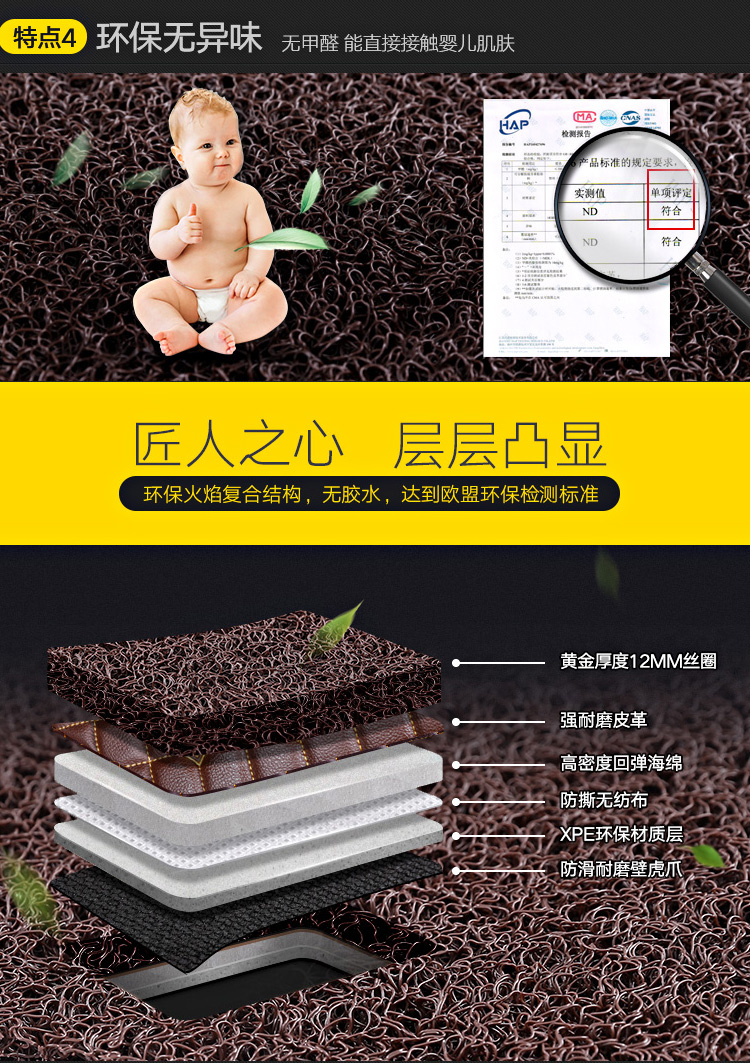 特点4 环保无异味 无甲醛 能直接接触婴儿肌肤
HAP MA CNAS
检测报告
产品标准的规定要求,
实测值 单项评定
ND 符合
ND 符合
匠人之心 层层凸显
环保火焰复合结构，无胶水，达到欧盟环保检测标准
黄金厚度12MM丝圈
强耐磨皮革
高密度回弹海绵
防撕无纺布
XPE环保材质层
防滑耐磨壁虎爪